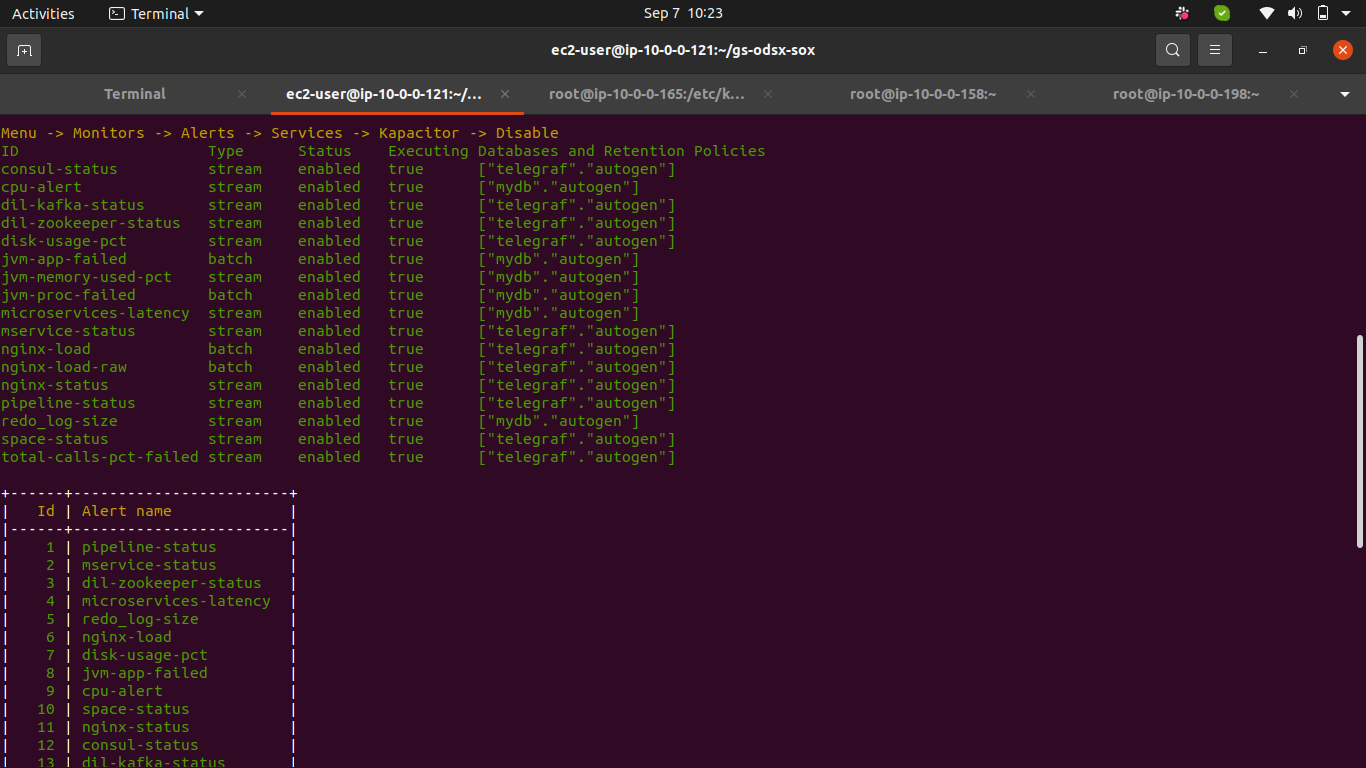 Activities Terminal Sep 7 10:23
ec2-user@ip-10-0-0-121:~/gs-odsx-sox
Terminal × ec2-user@ip-10-0-0-121:~/... × root@ip-10-0-0-165:/etc/k... × root@ip-10-0-0-158:~ × root@ip-10-0-0-198:~ ×
Menu -> Monitors -> Alerts -> Services -> Kapacitor -> Disable
ID                     Type      Status    Executing Databases and Retention Policies
consul-status          stream    enabled   true      ["telegraf"."autogen"]
cpu-alert              stream    enabled   true      ["mydb"."autogen"]
dil-kafka-status       stream    enabled   true      ["telegraf"."autogen"]
dil-zookeeper-status   stream    enabled   true      ["telegraf"."autogen"]
disk-usage-pct         stream    enabled   true      ["telegraf"."autogen"]
jvm-app-failed         batch     enabled   true      ["mydb"."autogen"]
jvm-memory-used-pct    stream    enabled   true      ["mydb"."autogen"]
jvm-proc-failed        batch     enabled   true      ["mydb"."autogen"]
microservices-latency  stream    enabled   true      ["mydb"."autogen"]
mservice-status        stream    enabled   true      ["telegraf"."autogen"]
nginx-load             batch     enabled   true      ["telegraf"."autogen"]
nginx-load-raw         batch     enabled   true      ["telegraf"."autogen"]
nginx-status           stream    enabled   true      ["telegraf"."autogen"]
pipeline-status        stream    enabled   true      ["telegraf"."autogen"]
redo_log-size          stream    enabled   true      ["mydb"."autogen"]
space-status           stream    enabled   true      ["telegraf"."autogen"]
total-calls-pct-failed stream    enabled   true      ["telegraf"."autogen"]
+------+------------------------+
|   Id | Alert name             |
|------+------------------------|
|    1 | pipeline-status        |
|    2 | mservice-status        |
|    3 | dil-zookeeper-status   |
|    4 | microservices-latency  |
|    5 | redo_log-size          |
|    6 | nginx-load             |
|    7 | disk-usage-pct         |
|    8 | jvm-app-failed         |
|    9 | cpu-alert              |
|   10 | space-status           |
|   11 | nginx-status           |
|   12 | consul-status          |
|   13 | dil-kafka-status       |